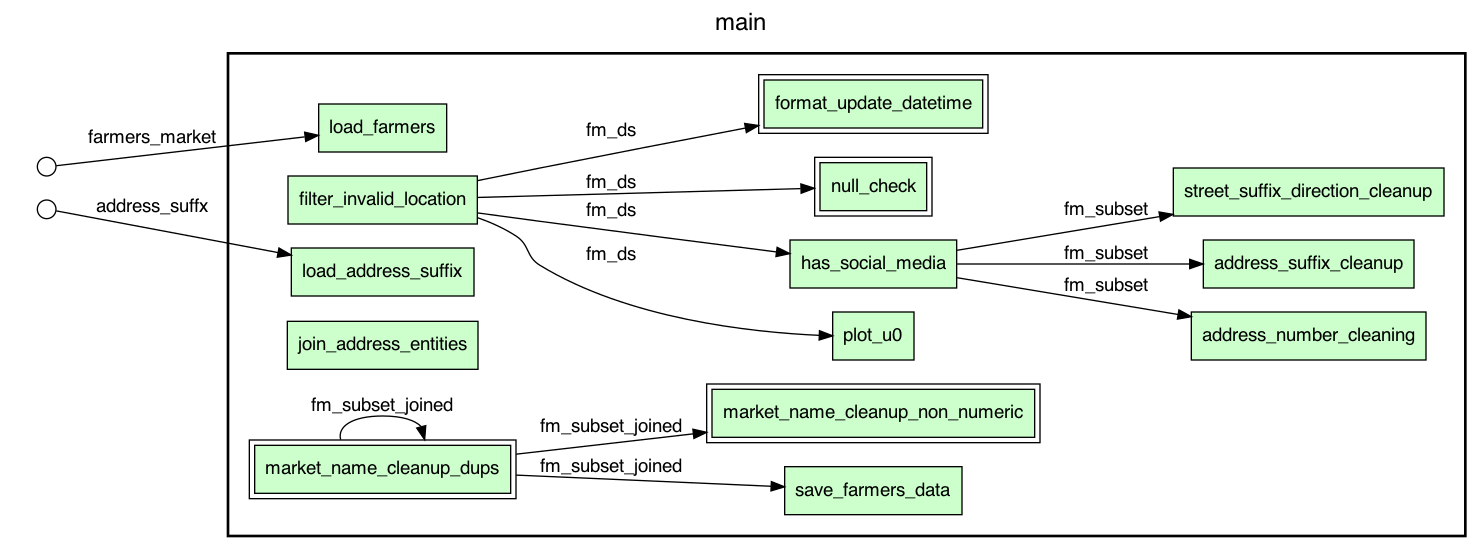 main
farmers_market
address_suffx
load_farmers
filter_invalid_location
load_address_suffix
join_address_entities
fm_subset_joined
market_name_cleanup_dups
fm_ds
fm_ds
fm_ds
fm_ds
fm_subset_joined
fm_subset_joined
format_update_datetime
null_check
has_social_media
plot_u0
market_name_cleanup_non_numeric
save_farmers_data
fm_subset
fm_subset
fm_subset
street_suffix_direction_cleanup
address_suffix_cleanup
address_number_cleaning